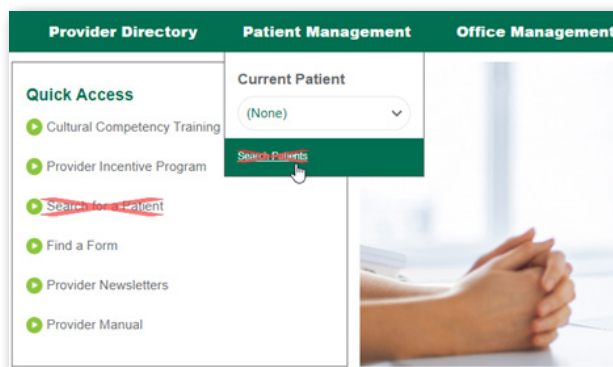 Provider Directory Patient Management Office Management
Quick Access
Cultural Competency Training
Provider Incentive Program
Search for a Patient
Find a Form
Provider Newsletters
Provider Manual
Current Patient
(None)
Search Patients